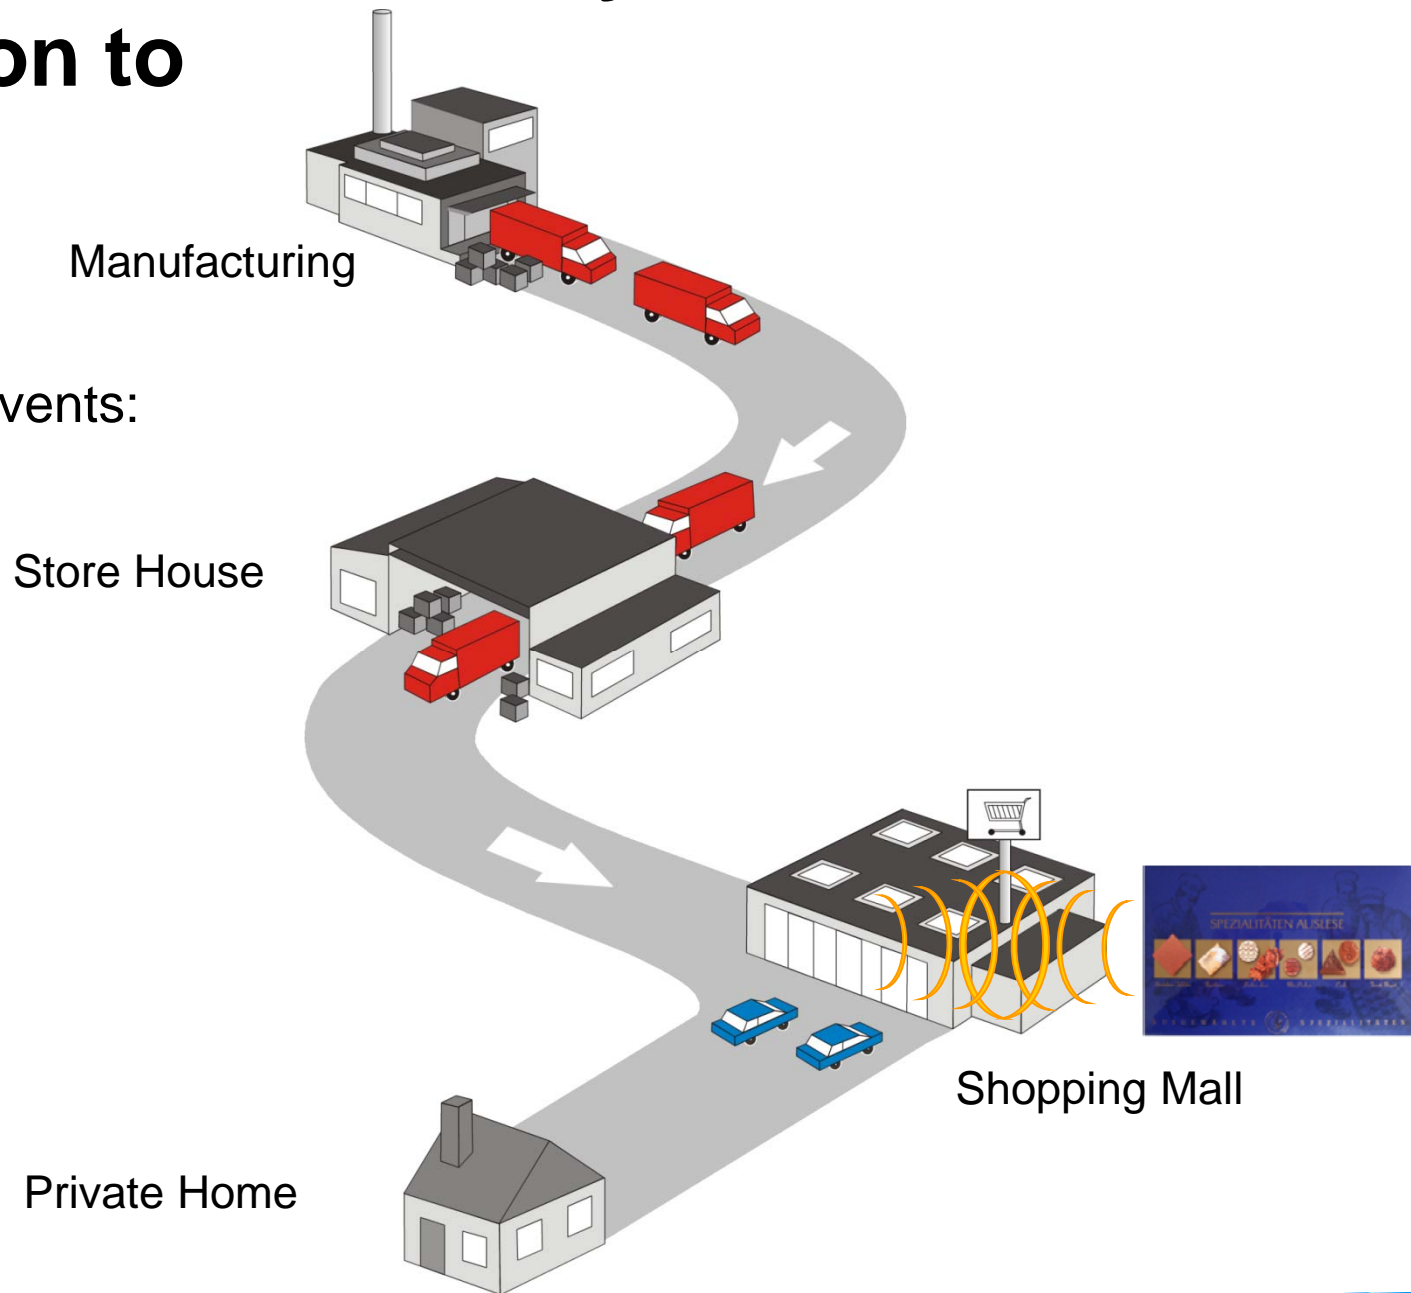 on to
Manufacturing
vents:
Store House
SPEZIALITÄTEN AUSLESE
Shopping Mall
Private Home